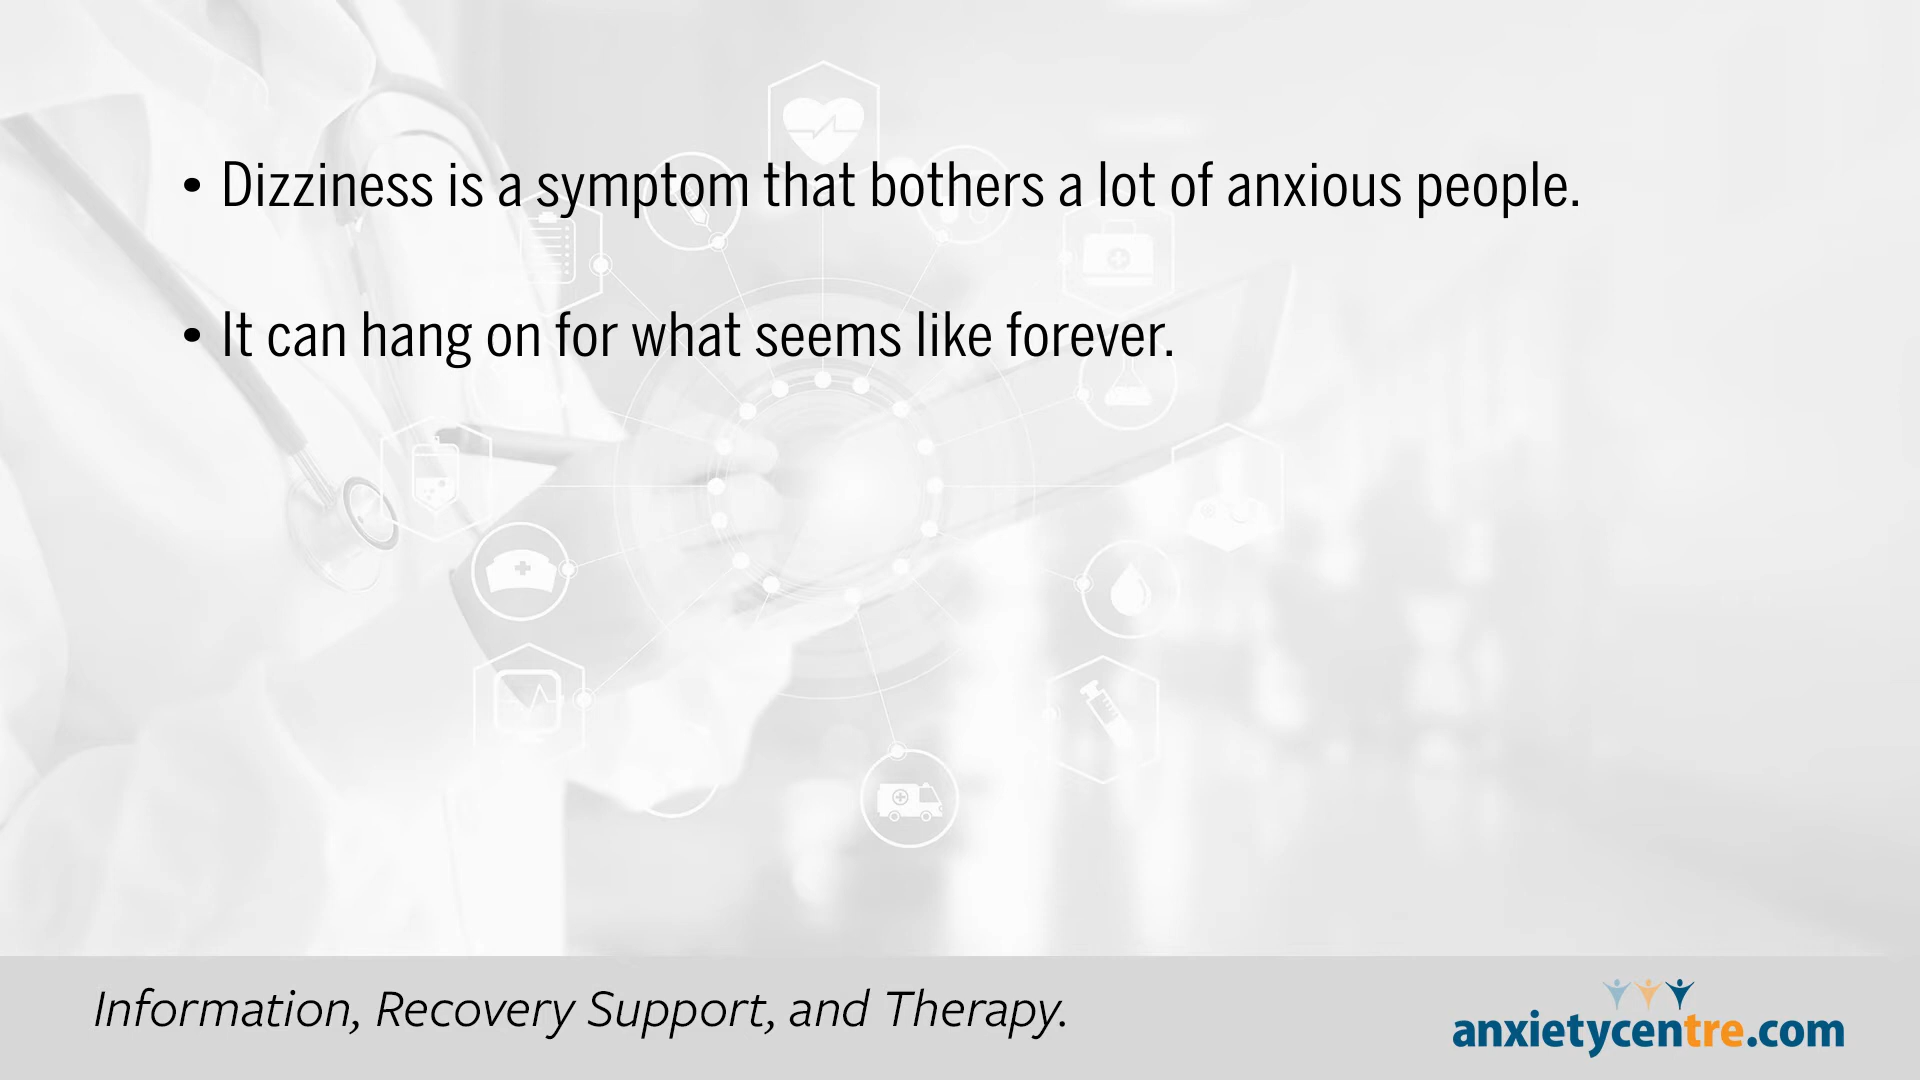 • Dizziness is a symptom that bothers a lot of anxious people.
• It can hang on for what seems like forever.
Information, Recovery Support, and Therapy.
anxietycentre.com